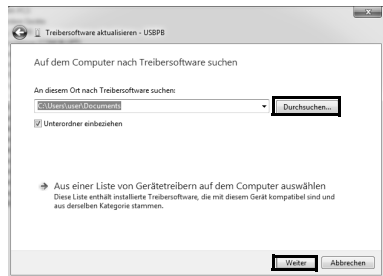 Treibersoftware aktualisieren - USBPB
Auf dem Computer nach Treibersoftware suchen
An diesem Ort nach Treibersoftware suchen:
C:\Users\user\Documents
Durchsuchen...
Unterordner einbeziehen
Aus einer Liste von Gerätetreibern auf dem Computer auswählen
Diese Liste enthält installierte Treibersoftware, die mit diesem Gerät kompatibel sind und
aus derselben Kategorie stammen.
Weiter
Abbrechen